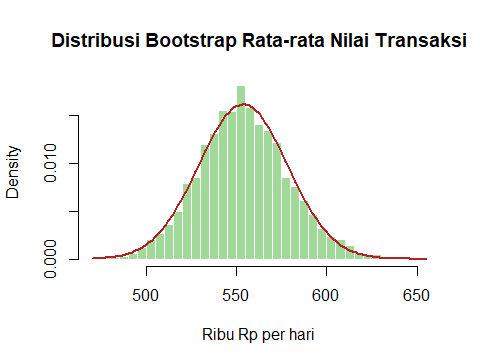 Distribusi Bootstrap Rata-rata Nilai Transaksi
Density
0.010
0.000
500 550 600 650
Ribu Rp per hari